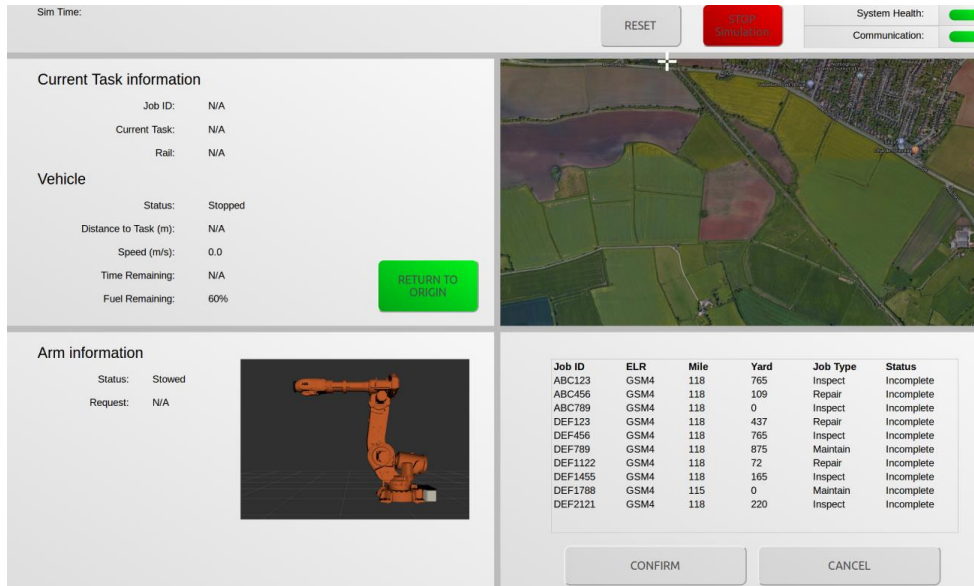 Sim Time:
RESET
STOP
Simulation
System Health:
Communication:
Current Task information
Job ID: N/A
Current Task: N/A
Rail: N/A
Vehicle
Status: Stopped
Distance to Task (m): N/A
Speed (m/s): 0.0
Time Remaining: N/A
Fuel Remaining: 60%
RETURN TO
ORIGIN
Arm information
Status: Stowed
Request: N/A
Job ID ELR Mile Yard Job Type Status
ABC123 GSM4 118 765 Inspect Incomplete
ABC456 GSM4 118 109 Repair Incomplete
ABC789 GSM4 118 0 Inspect Incomplete
DEF123 GSM4 118 437 Repair Incomplete
DEF456 GSM4 118 765 Inspect Incomplete
DEF789 GSM4 118 875 Maintain Incomplete
DEF1122 GSM4 118 72 Repair Incomplete
DEF1455 GSM4 118 165 Inspect Incomplete
DEF1788 GSM4 115 0 Maintain Incomplete
DEF2121 GSM4 118 220 Inspect Incomplete
CONFIRM
CANCEL